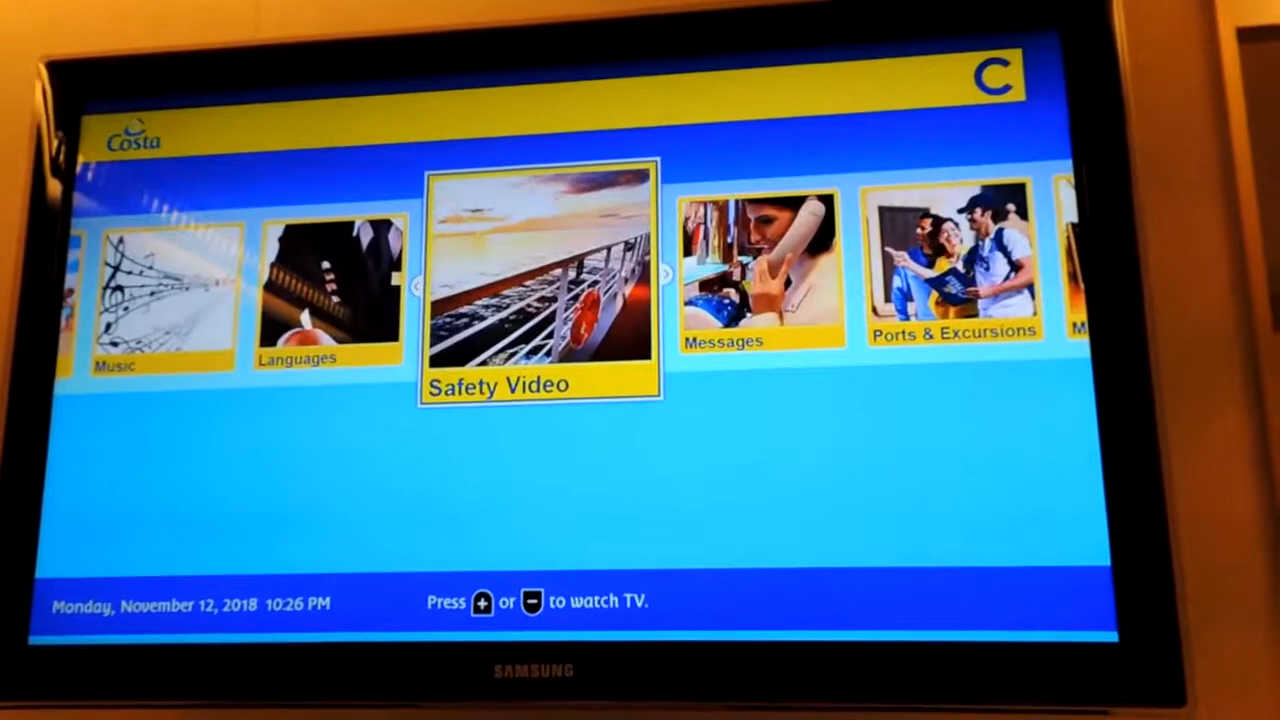 C
Costa
Music
Languages
Safety Video
Messages
Ports & Excursions
M
Monday, November 12, 2018 10:26 PM
Press + or - to watch TV.
SAMSUNG